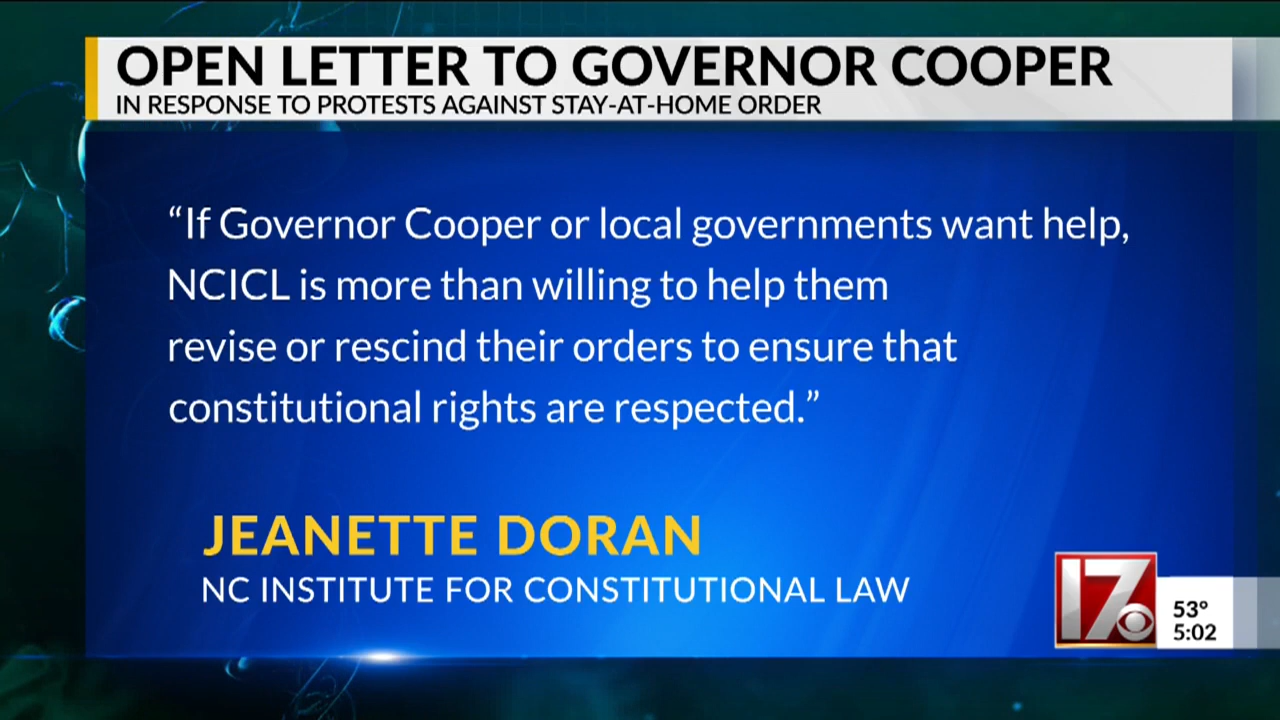 OPEN LETTER TO GOVERNOR COOPER
IN RESPONSE TO PROTESTS AGAINST STAY-AT-HOME ORDER
“If Governor Cooper or local governments want help,
NCICL is more than willing to help them
revise or rescind their orders to ensure that
constitutional rights are respected.”
JEANETTE DORAN
NC INSTITUTE FOR CONSTITUTIONAL LAW
17
53°
5:02